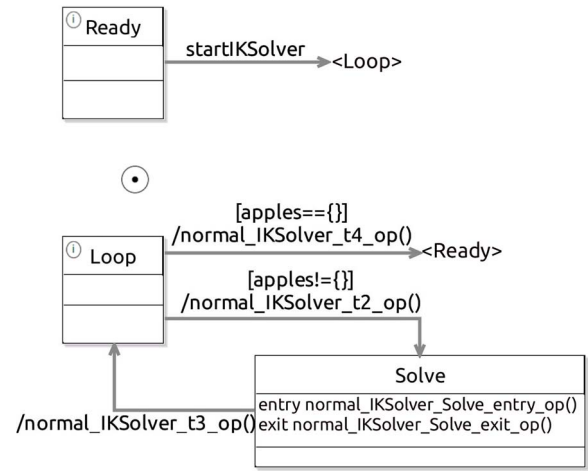 i
Ready
startIKSolver
<Loop>
[apples=={}]
/normal_IKSolver_t4_op()
<Ready>
i
Loop
[apples!={}]
/normal_IKSolver_t2_op()
Solve
entry normal_IKSolver_Solve_entry_op()
exit normal_IKSolver_Solve_exit_op()
/normal_IKSolver_t3_op()